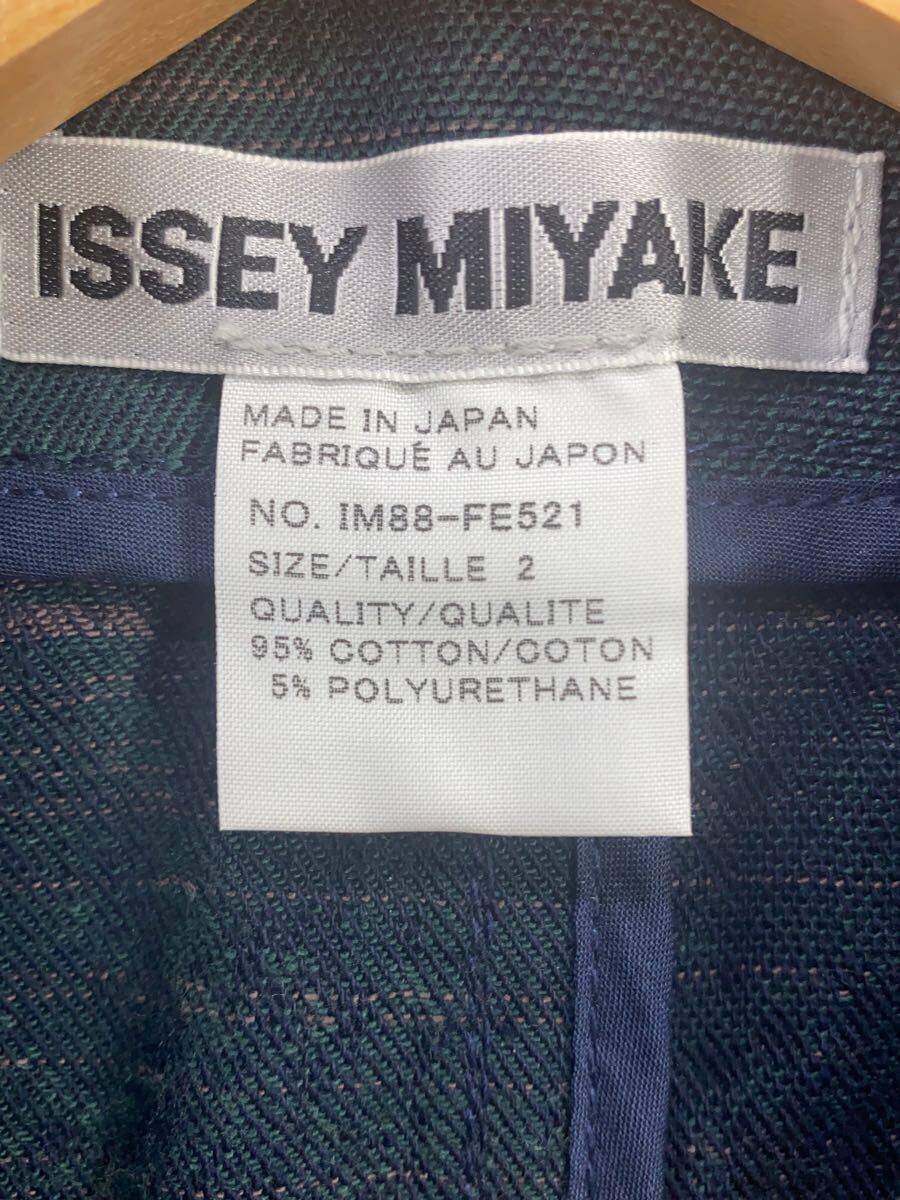 ISSEY MIYAKE
MADE IN JAPAN
FABRIQUÉ AU JAPON
NO. IM88-FE521
SIZE/TAILLE 2
QUALITY/QUALITE
95% COTTON/COTON
5% POLYURETHANE